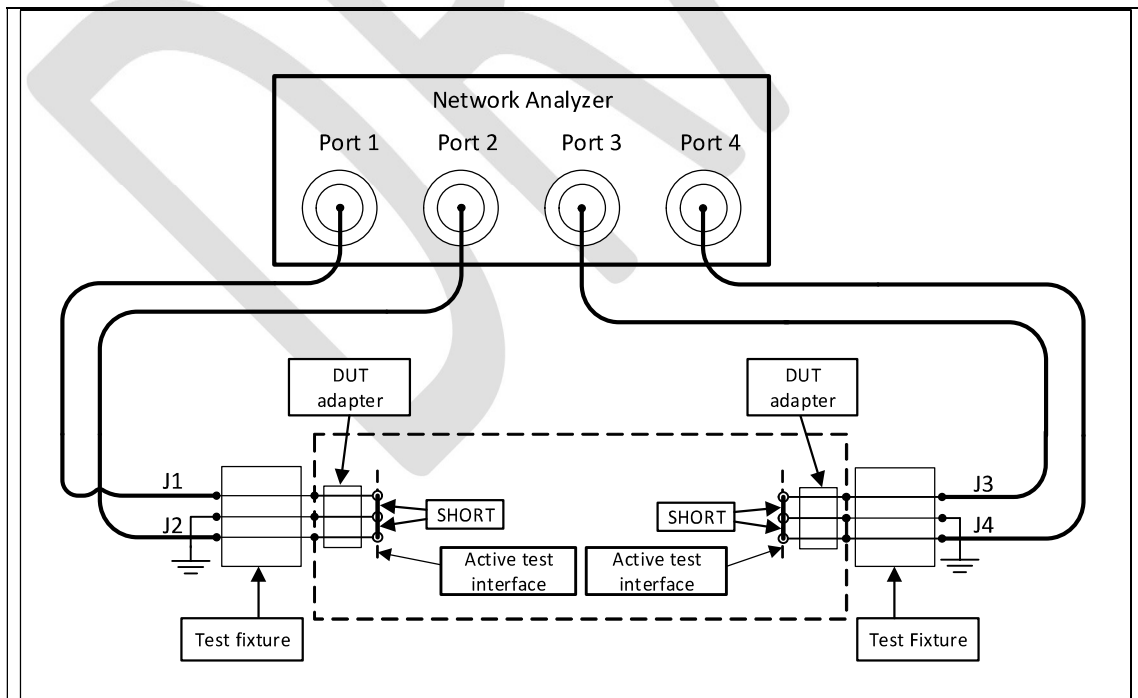 Network Analyzer
Port 1 Port 2 Port 3 Port 4
DUT
adapter
DUT
adapter
J1
J2
SHORT
SHORT
J3
J4
Active test
interface
Active test
interface
Test fixture
Test Fixture